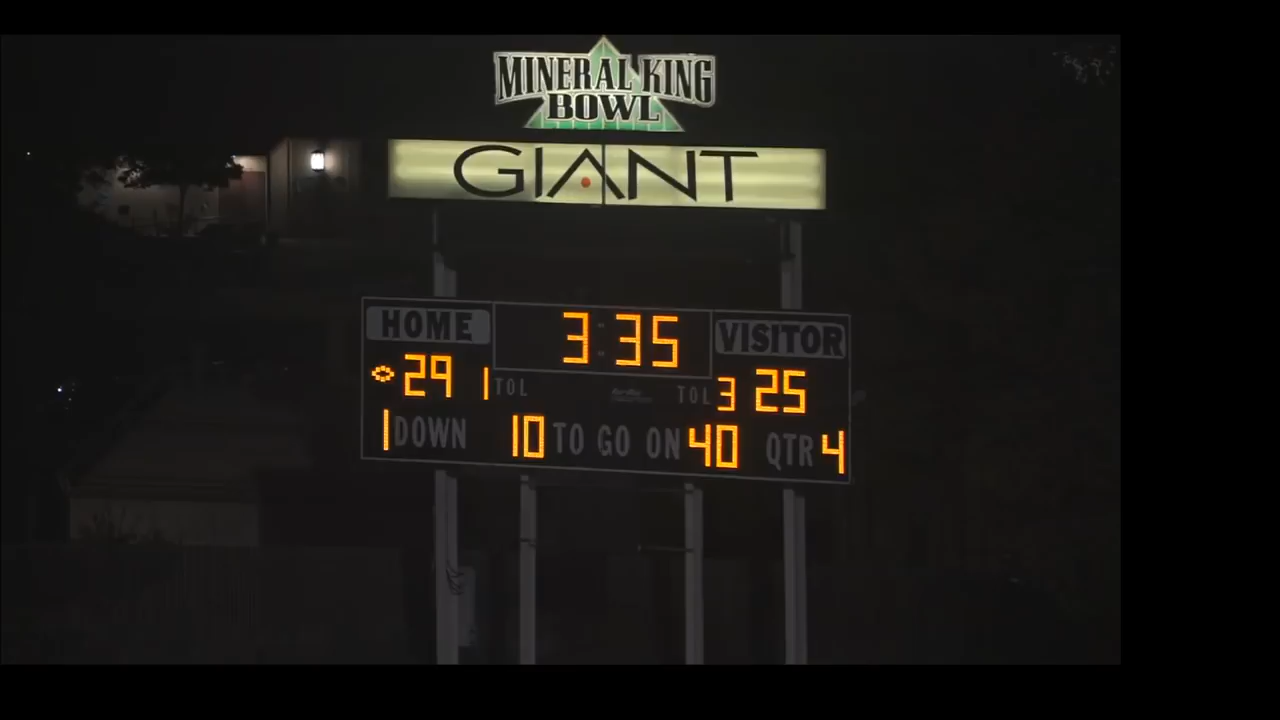 MINERAL KING
BOWL
GIANT
HOME 3:35 VISITOR
29 1 TOL TOL 3 25
1 DOWN 10 TO GO ON 40 QTR 4